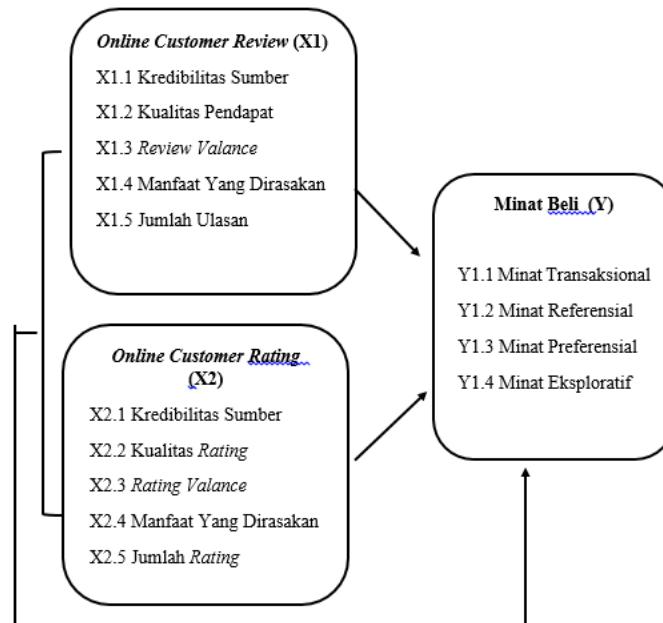 Online Customer Review (X1)
X1.1 Kredibilitas Sumber
X1.2 Kualitas Pendapat
X1.3 Review Valance
X1.4 Manfaat Yang Dirasakan
X1.5 Jumlah Ulasan
Online Customer Rating
(X2)
X2.1 Kredibilitas Sumber
X2.2 Kualitas Rating
X2.3 Rating Valance
X2.4 Manfaat Yang Dirasakan
X2.5 Jumlah Rating
Minat Beli (Y)
Y1.1 Minat Transaksional
Y1.2 Minat Referensial
Y1.3 Minat Preferensial
Y1.4 Minat Eksploratif